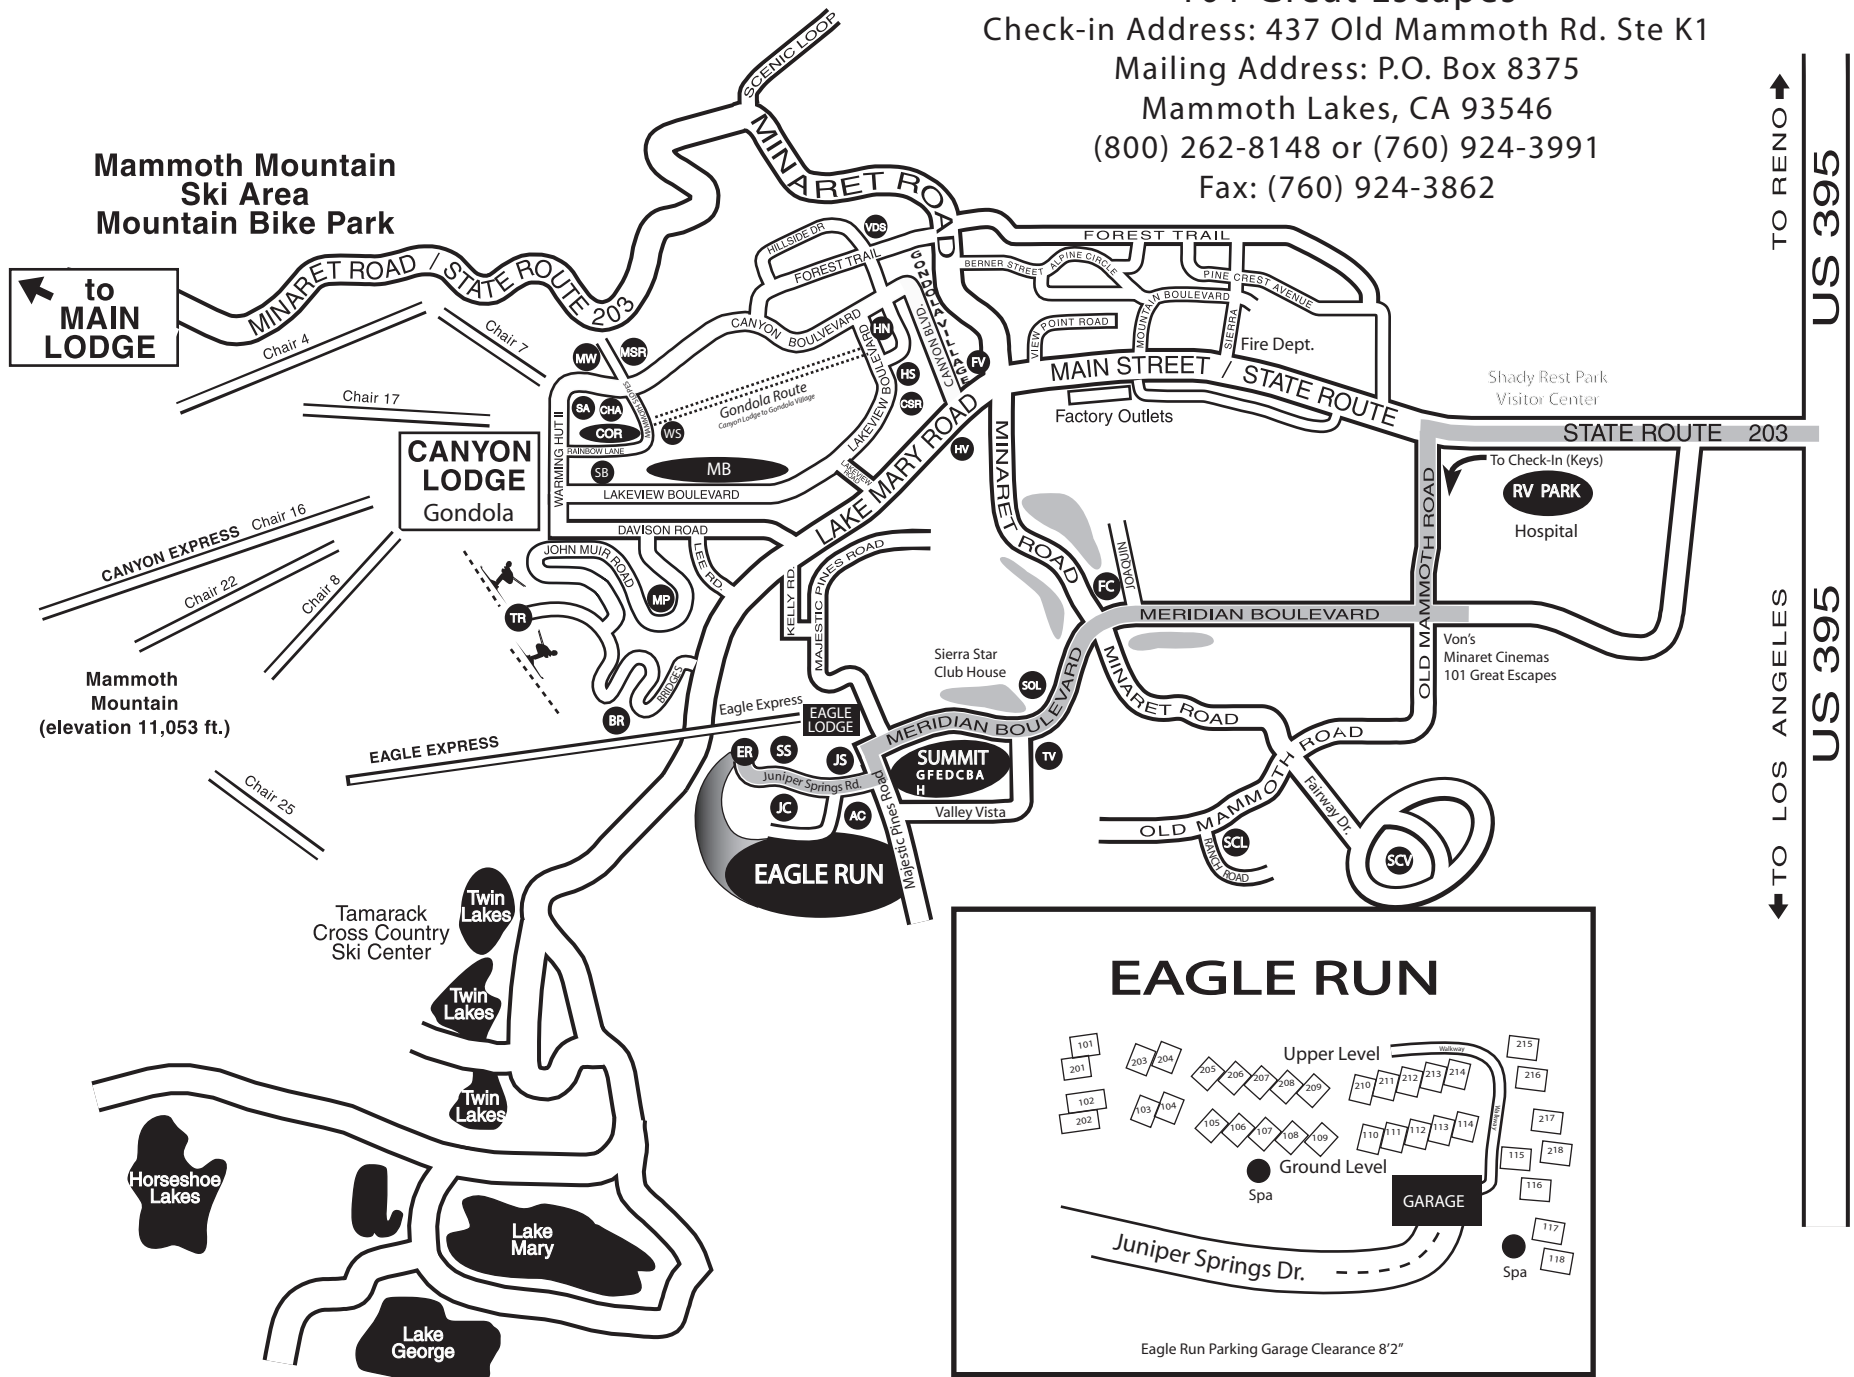 101 Great Escapes
Check-in Address: 437 Old Mammoth Rd. Ste K1
Mailing Address: P.O. Box 8375
Mammoth Lakes, CA 93546
(800) 262-8148 or (760) 924-3991
Fax: (760) 924-3862
SCENIC LOOP
Mammoth Mountain
Ski Area
Mountain Bike Park
to
MAIN
LODGE
MINARET ROAD / STATE ROUTE 203
MINARET ROAD
TO RENO
US 395
VDS
HILLSIDE DR
FOREST TRAIL
FOREST TRAIL
BERNER STREET
ALPINE CIRCLE
PINE CREST AVENUE
MOUNTAIN BOULEVARD
SIERRA
VIEW POINT ROAD
GONDOLA VILLAGE
CANYON BLVD.
CANYON BOULVEVARD
HN
HS
CSR
FV
Fire Dept.
MAIN STREET / STATE ROUTE
Factory Outlets
Shady Rest Park
Visitor Center
STATE ROUTE 203
Chair 4
Chair 7
Chair 17
MW
MSR
SA
CHA
COR
WS
SB
MB
RAINBOW LANE
WARMING HUT II
Gondola Route
Canyon Lodge to Gondola Village
LAKEVIEW BOULEVARD
LAKEVIEW BOULEVARD
LAKEVIEW
ROAD
LAKE MARY ROAD
HV
CANYON
LODGE
Gondola
To Check-In (Keys)
RV PARK
Hospital
OLD MAMMOTH ROAD
CANYON EXPRESS Chair 16
Chair 22
Chair 8
DAVISON ROAD
JOHN MUIR ROAD
LEE RD.
MP
TR
BR
BRIDGES
KELLY RD.
MAJESTIC PINES ROAD
MINARET ROAD
FC
JOAQUIN
MERIDIAN BOULEVARD
Von's
Minaret Cinemas
101 Great Escapes
TO LOS ANGELES
US 395
Mammoth
Mountain
(elevation 11,053 ft.)
Sierra Star
Club House
SOL
MERIDIAN BOULEVARD
MINARET ROAD
Eagle Express
EAGLE EXPRESS
EAGLE
LODGE
ER
SS
JS
Juniper Springs Rd.
JC
AC
SUMMIT
GFEDCBA
H
TV
Valley Vista
Majestic Pines Road
EAGLE RUN
OLD MAMMOTH ROAD
Fairway Dr.
RANCH ROAD
SCL
SCV
Chair 25
Tamarack
Cross Country
Ski Center
Twin
Lakes
Twin
Lakes
Twin
Lakes
Horseshoe
Lakes
Lake
Mary
Lake
George
EAGLE RUN
Upper Level
Walkway
Walkway
101
201
102
202
203
204
103
104
205
206
207
208
209
105
106
107
108
109
210
211
212
213
214
110
111
112
113
114
215
216
217
218
115
116
117
118
Ground Level
Spa
GARAGE
Spa
Juniper Springs Dr.
Eagle Run Parking Garage Clearance 8'2"